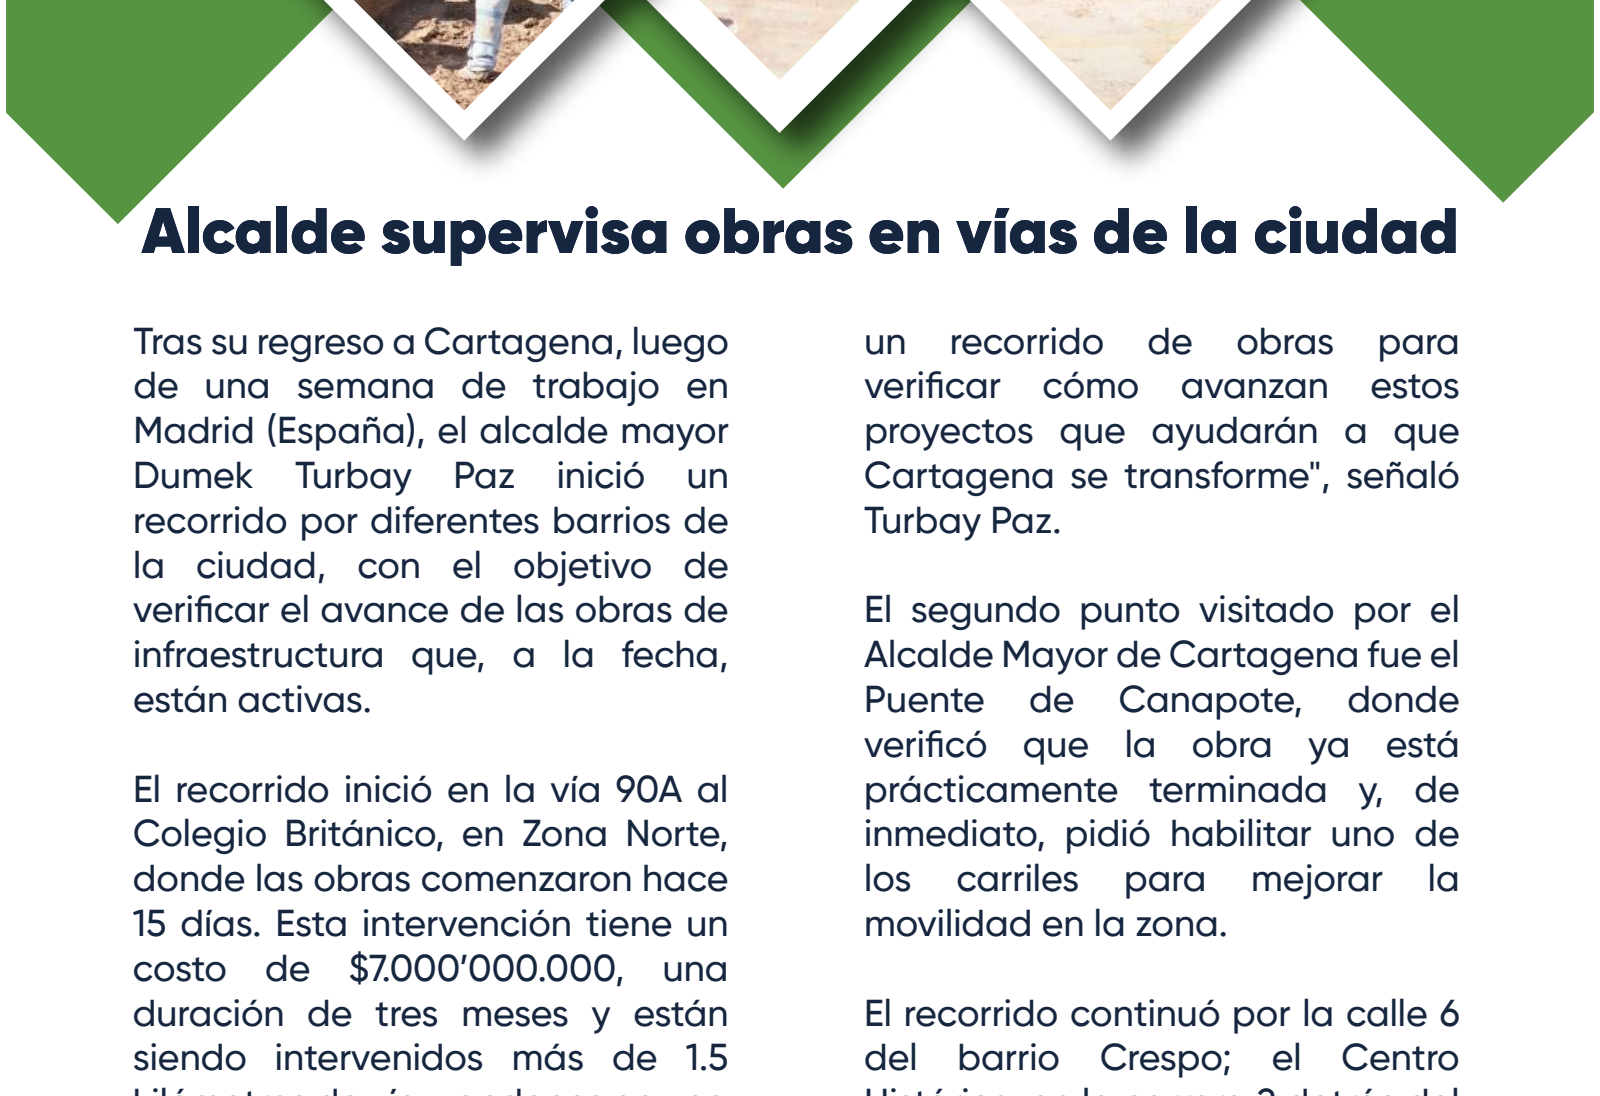 Alcalde supervisa obras en vías de la ciudad
Tras su regreso a Cartagena, luego
de una semana de trabajo en
Madrid (España), el alcalde mayor
Dumek Turbay Paz inició un
recorrido por diferentes barrios de
la ciudad, con el objetivo de
verificar el avance de las obras de
infraestructura que, a la fecha,
están activas.
El recorrido inició en la vía 90A al
Colegio Británico, en Zona Norte,
donde las obras comenzaron hace
15 días. Esta intervención tiene un
costo de $7.000’000.000, una
duración de tres meses y están
siendo intervenidos más de 1.5
un recorrido de obras para
verificar cómo avanzan estos
proyectos que ayudarán a que
Cartagena se transforme", señaló
Turbay Paz.
El segundo punto visitado por el
Alcalde Mayor de Cartagena fue el
Puente de Canapote, donde
verificó que la obra ya está
prácticamente terminada y, de
inmediato, pidió habilitar uno de
los carriles para mejorar la
movilidad en la zona.
El recorrido continuó por la calle 6
del barrio Crespo; el Centro